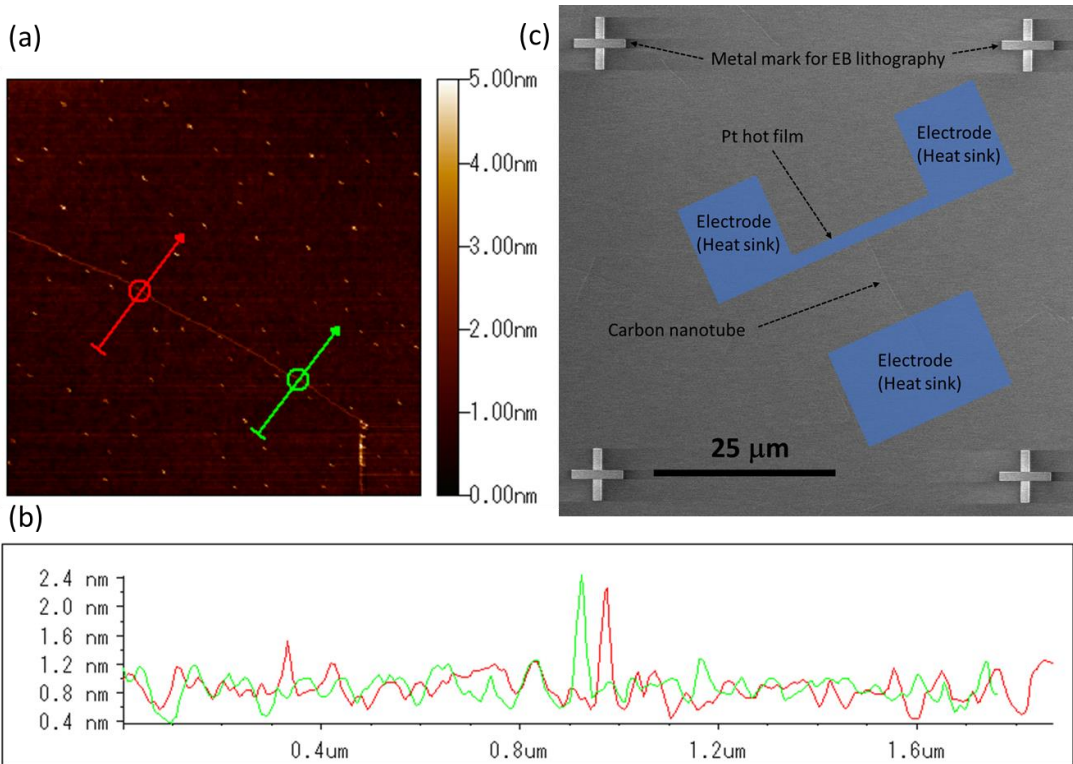 (a)
5.00nm
4.00nm
3.00nm
2.00nm
1.00nm
0.00nm
(c)
Metal mark for EB lithography
Pt hot film
Electrode
(Heat sink)
Electrode
(Heat sink)
Carbon nanotube
Electrode
(Heat sink)
25 μm
(b)
2.4 nm
2.0 nm
1.6 nm
1.2 nm
0.8 nm
0.4 nm
0.4um
0.8um
1.2um
1.6um